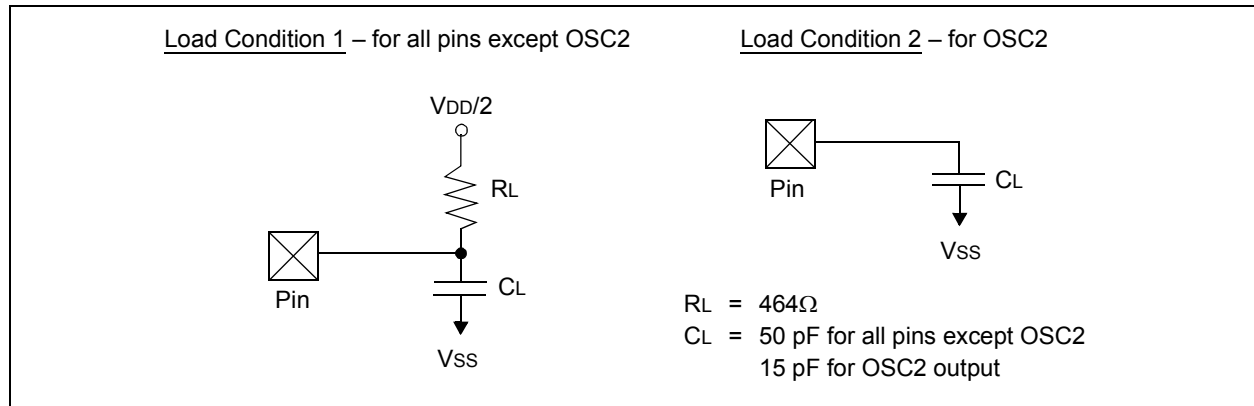 Load Condition 1 – for all pins except OSC2
VDD/2
RL
Pin
CL
VSS
Load Condition 2 – for OSC2
Pin
CL
VSS
RL = 464Ω
CL = 50 pF for all pins except OSC2
15 pF for OSC2 output